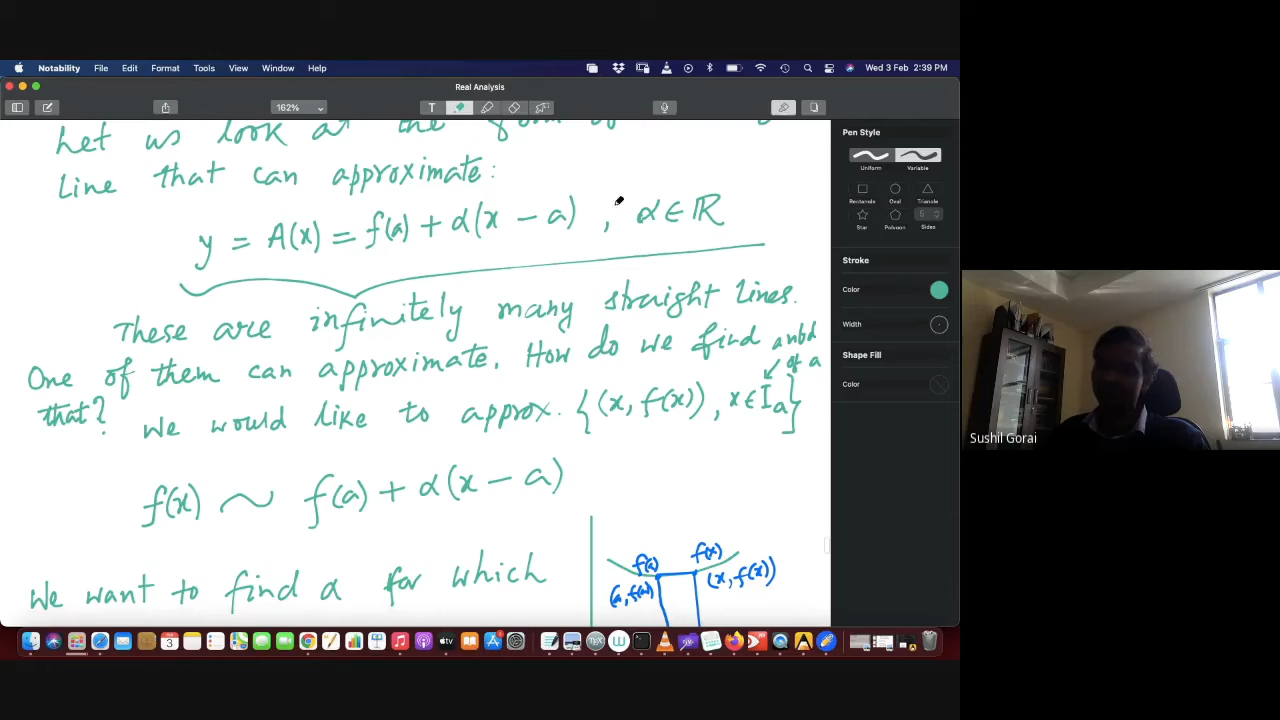 Notability File Edit Format Tools View Window Help Wed 3 Feb 2:39 PM
Real Analysis
162%
T
Let us look at the form of
Line that can approximate:
y = A(x) = f(a) + α(x - a) , α ∈ ℝ
These are infinitely many straight lines.
One of them can approximate. How do we find
that? We would like to approx. {(x, f(x)), x ∈ I_a}
a nbd
of a
f(x) ~ f(a) + α(x - a)
We want to find α for which
f(a) f(x)
(a, f(a)) (x, f(x))
Pen Style
Uniform Variable
Rectangle Oval Triangle
5
Star Polygon Sides
Stroke
Color
Width
Shape Fill
Color
Sushil Gorai